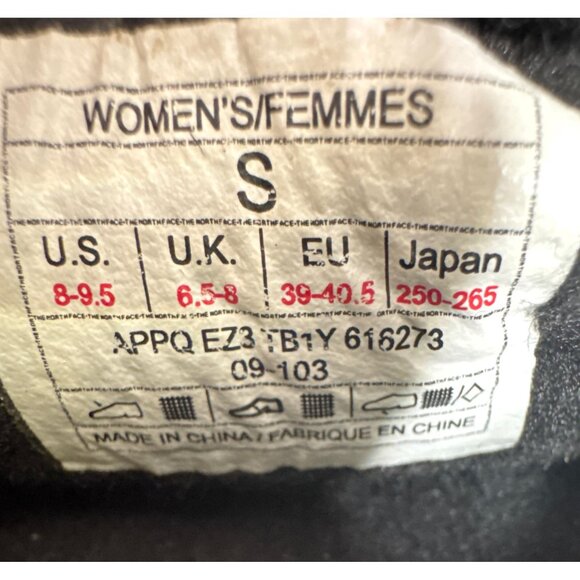 WOMEN'S/FEMMES
S
U.S. U.K. EU Japan
8-9.5 6.5-8 39-40.5 250-265
APPQ EZ3 TB1Y 616273
09-103
MADE IN CHINA / FABRIQUE EN CHINE